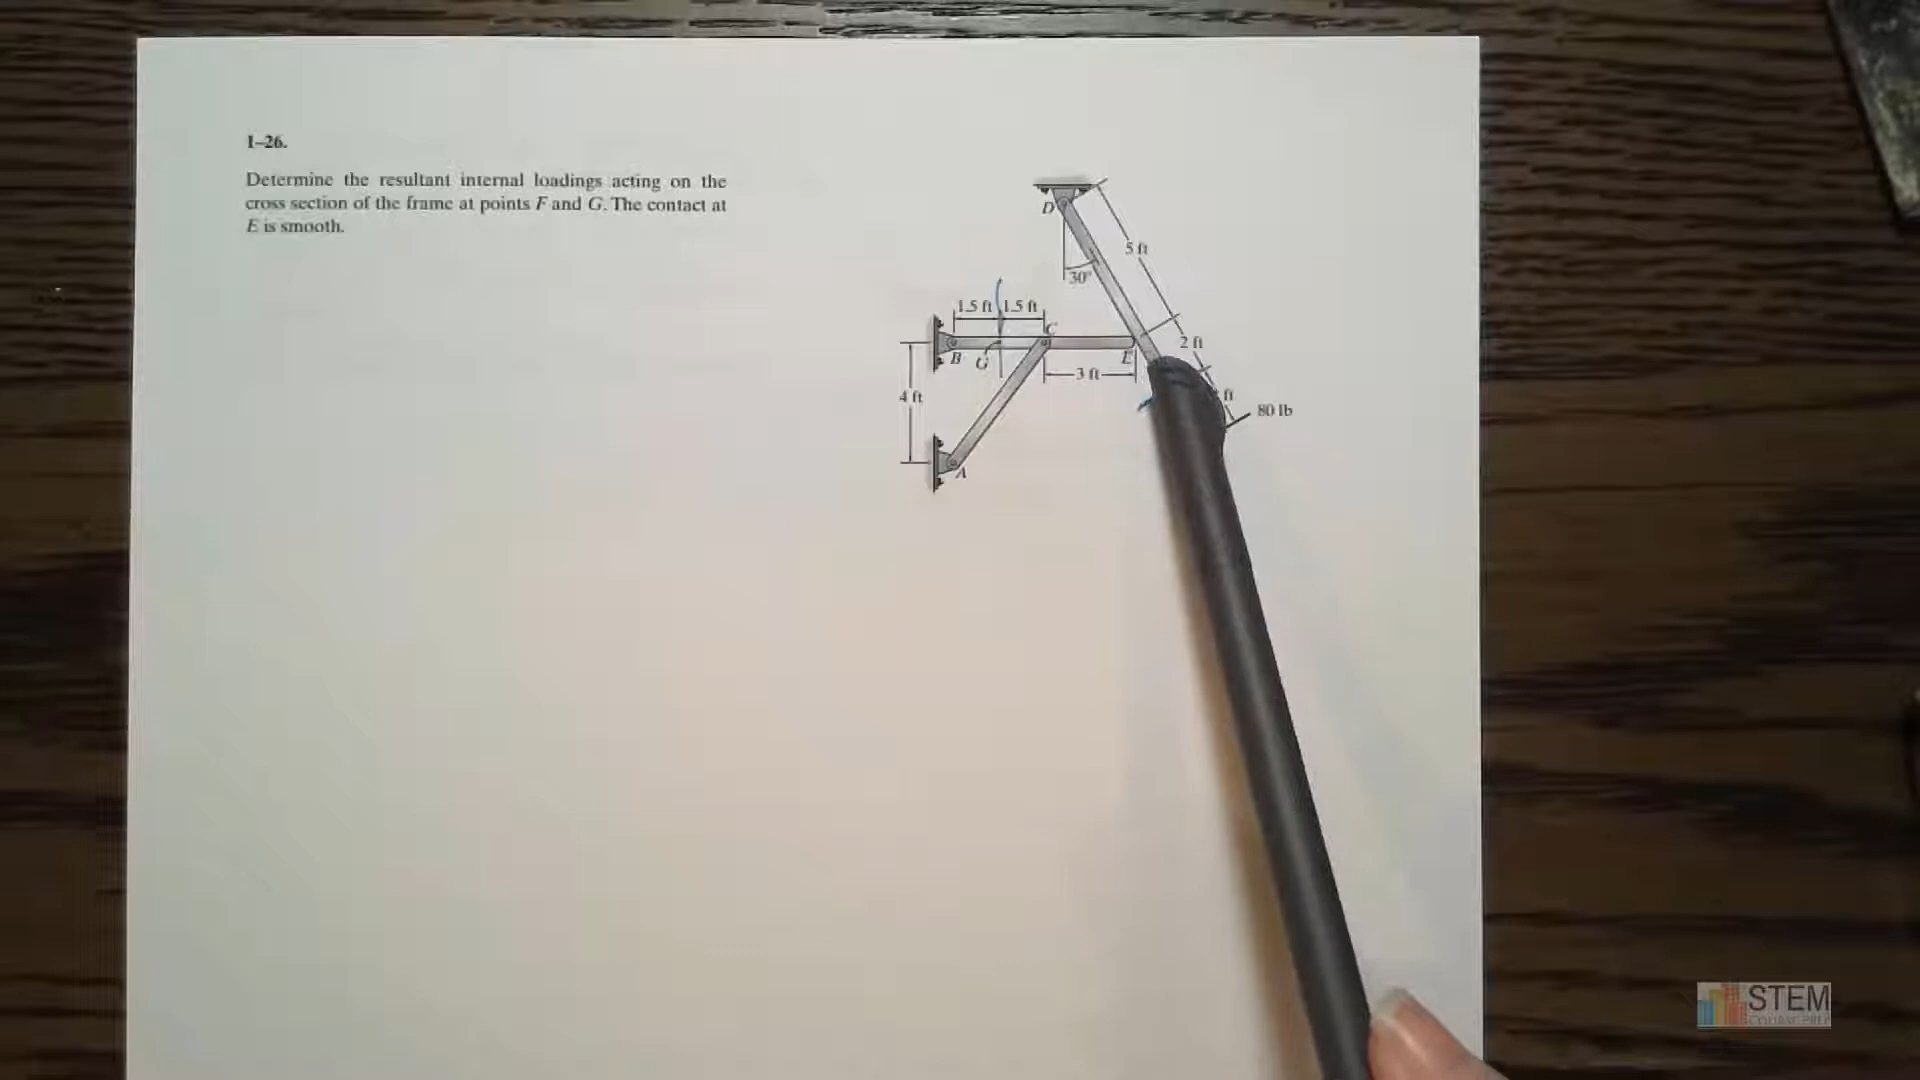 1–26.
Determine the resultant internal loadings acting on the
cross section of the frame at points F and G. The contact at
E is smooth.
D
5 ft
30°
1.5 ft 1.5 ft
C
B G E
2 ft
3 ft
4 ft
ft
80 lb
A
STEM
COURSE PREP